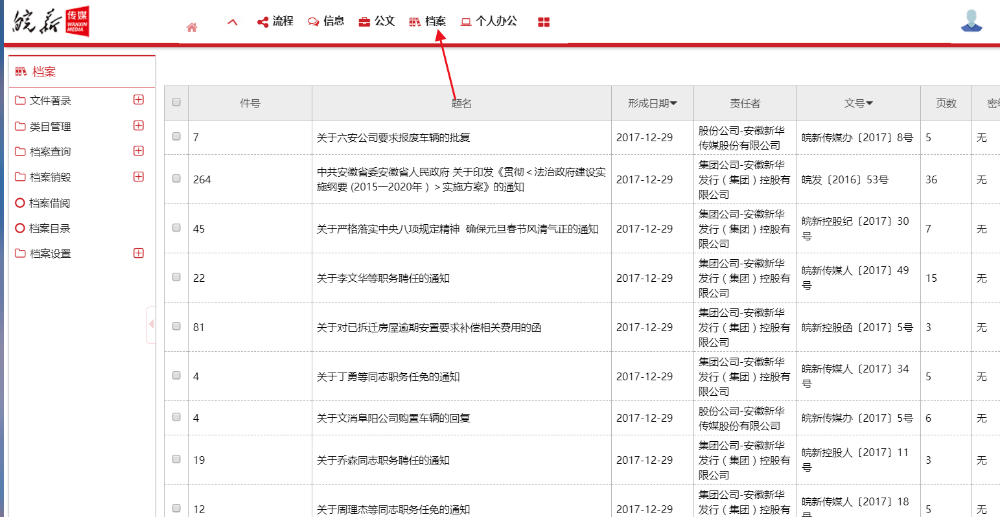 皖新 传媒
WANXIN
MEDIA
流程 信息 公文 档案 个人办公
档案
文件著录
类目管理
档案查询
档案销毁
档案借阅
档案目录
档案设置
件号 题名 形成日期 责任者 文号 页数
7 关于六安公司要求报废车辆的批复 2017-12-29 股份公司-安徽新华 皖新传媒办〔2017〕8号 5 无
传媒股份有限公司
264 中共安徽省委安徽省人民政府 关于印发《贯彻＜法治政府建设实 2017-12-29 集团公司-安徽新华 皖发〔2016〕53号 36 无
施纲要 (2015—2020年）＞实施方案》的通知 发行（集团）控股有
限公司
45 关于严格落实中央八项规定精神 确保元旦春节风清气正的通知 2017-12-29 集团公司-安徽新华 皖新控股纪〔2017〕30 7 无
发行（集团）控股有 号
限公司
22 关于李文华等职务聘任的通知 2017-12-29 集团公司-安徽新华 皖新传媒人〔2017〕49 15 无
发行（集团）控股有 号
限公司
81 关于对已拆迁房屋逾期安置要求补偿相关费用的函 2017-12-29 集团公司-安徽新华 皖新控股函〔2017〕5号 3 无
发行（集团）控股有
限公司
4 关于丁勇等同志职务任免的通知 2017-12-29 集团公司-安徽新华 皖新传媒人〔2017〕34 5 无
发行（集团）控股有 号
限公司
4 关于文消阜阳公司购置车辆的回复 2017-12-29 股份公司-安徽新华 皖新传媒办〔2017〕5号 6 无
传媒股份有限公司
19 关于乔森同志职务聘任的通知 2017-12-29 集团公司-安徽新华 皖新控股人〔2017〕11 3 无
发行（集团）控股有 号
限公司
12 关于周理杰等同志职务任免的通知 2017-12-29 集团公司-安徽新华 皖新传媒人〔2017〕18 5 无
发行（集团）控股有 号